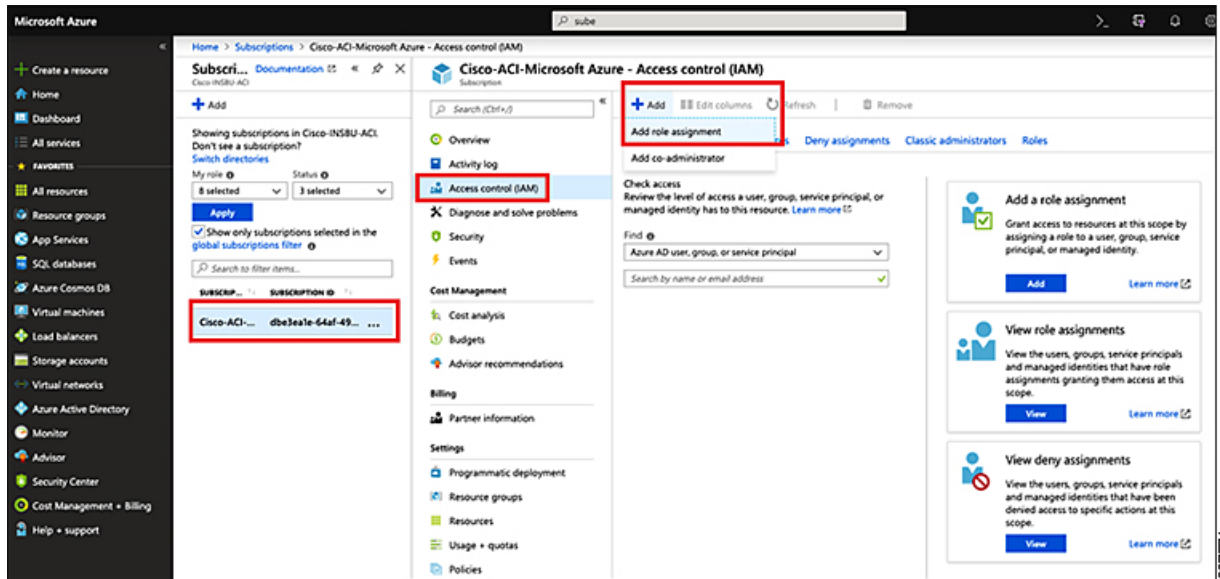 Microsoft Azure
sube
Home > Subscriptions > Cisco-ACI-Microsoft Azure - Access control (IAM)
Create a resource
Home
Dashboard
All services
FAVORITES
All resources
Resource groups
App Services
SQL databases
Azure Cosmos DB
Virtual machines
Load balancers
Storage accounts
Virtual networks
Azure Active Directory
Monitor
Advisor
Security Center
Cost Management + Billing
Help + support
Subscri... Documentation
Cisco INSBU-ACI
Add
Showing subscriptions in Cisco-INSBU-ACI.
Don't see a subscription?
Switch directories
My role Status
8 selected 3 selected
Apply
Show only subscriptions selected in the
global subscriptions filter
Search to filter items...
SUBSCRIP... SUBSCRIPTION ID
Cisco-ACI-... dbe3ea1e-64af-49... ...
Cisco-ACI-Microsoft Azure - Access control (IAM)
Subscription
Search (Ctrl+/)
Overview
Activity log
Access control (IAM)
Diagnose and solve problems
Security
Events
Cost Management
Cost analysis
Budgets
Advisor recommendations
Billing
Partner information
Settings
Programmatic deployment
Resource groups
Resources
Usage + quotas
Policies
Add Edit columns Refresh Remove
Add role assignment
Add co-administrator
Deny assignments Classic administrators Roles
Check access
Review the level of access a user, group, service principal, or
managed identity has to this resource. Learn more
Find
Azure AD user, group, or service principal
Search by name or email address
Add a role assignment
Grant access to resources at this scope by
assigning a role to a user, group, service
principal, or managed identity.
Add Learn more
View role assignments
View the users, groups, service principals
and managed identities that have role
assignments granting them access at this
scope.
View Learn more
View deny assignments
View the users, groups, service principals
and managed identities that have been
denied access to specific actions at this
scope.
View Learn more